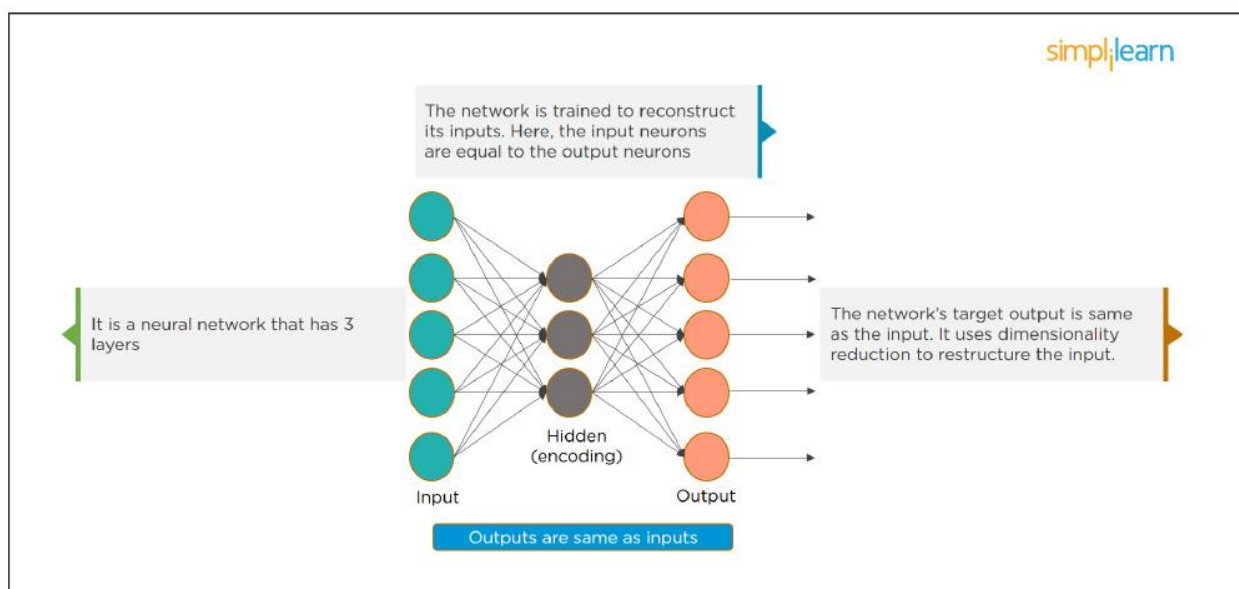 simplilearn
The network is trained to reconstruct
its inputs. Here, the input neurons
are equal to the output neurons
It is a neural network that has 3
layers
The network's target output is same
as the input. It uses dimensionality
reduction to restructure the input.
Hidden
(encoding)
Input
Output
Outputs are same as inputs